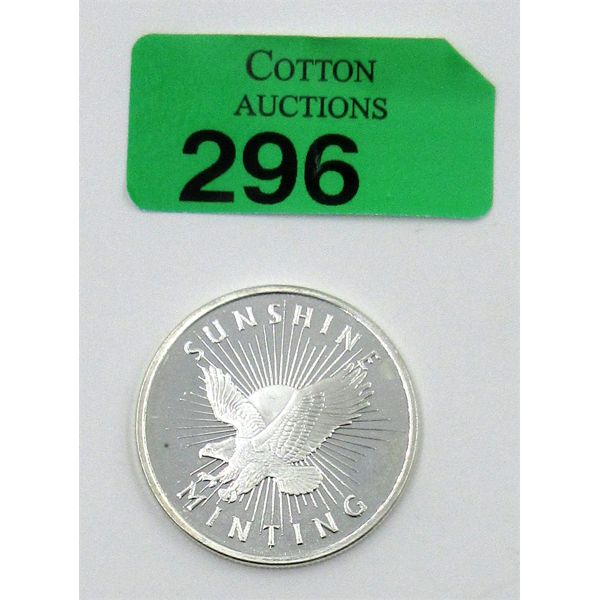 COTTON
AUCTIONS
296
SUNSHINE
MINTING